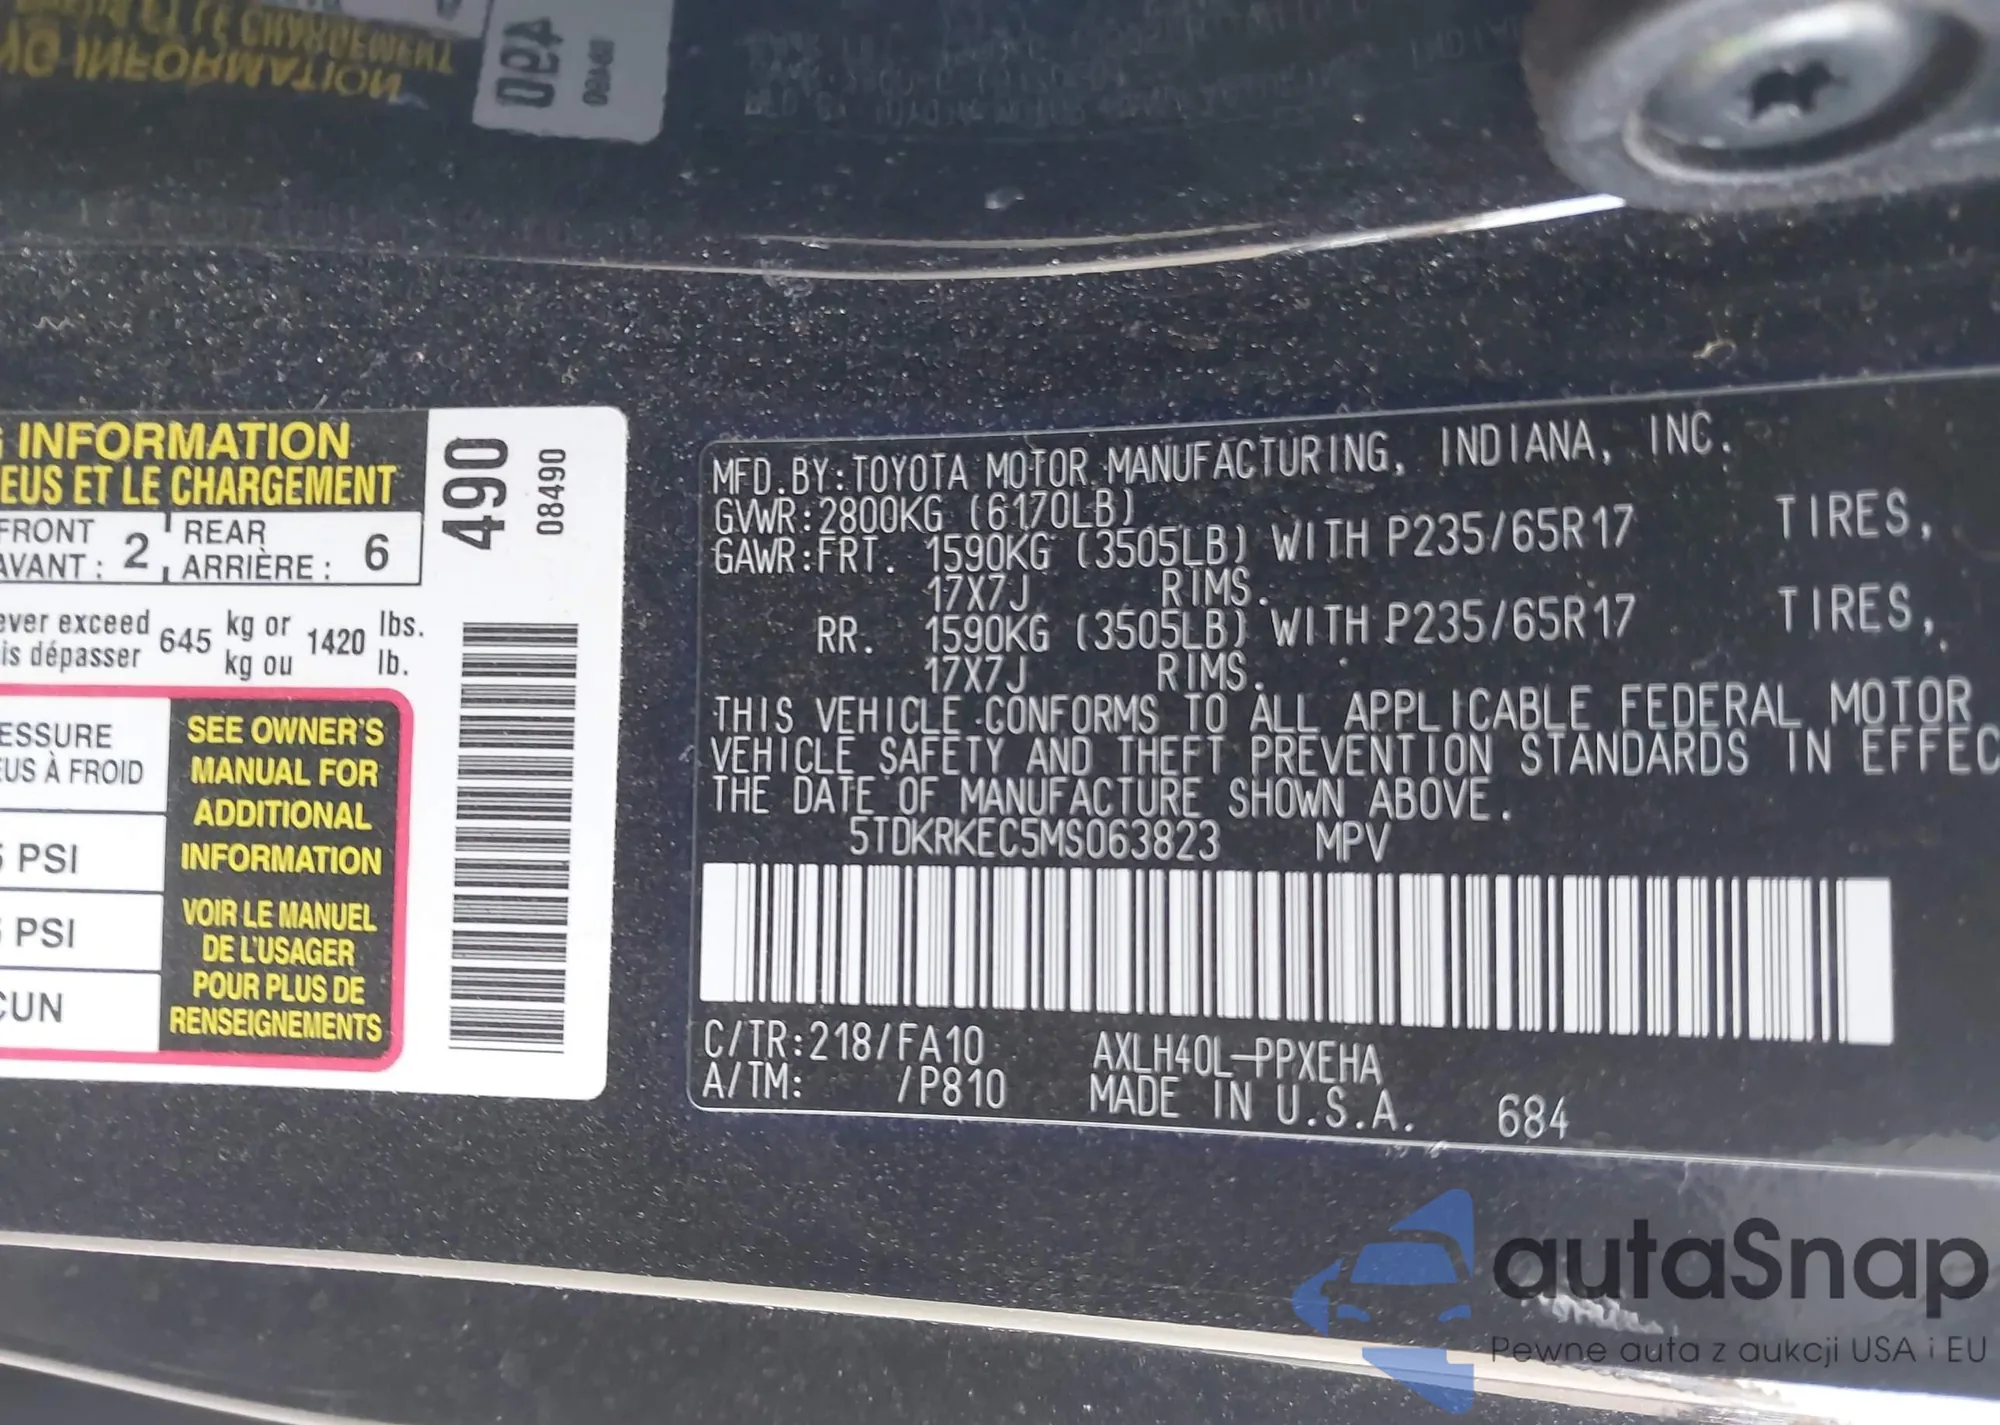 INFORMATION
EUS ET LE CHARGEMENT
FRONT 2 REAR 6
AVANT : ARRIÈRE :
ever exceed 645 kg or 1420 lbs.
is dépasser kg ou lb.
ESSURE
EUS À FROID
PSI
PSI
CUN
SEE OWNER'S
MANUAL FOR
ADDITIONAL
INFORMATION
VOIR LE MANUEL
DE L'USAGER
POUR PLUS DE
RENSEIGNEMENTS
490
08490
MFD.BY:TOYOTA MOTOR MANUFACTURING, INDIANA, INC.
GVWR:2800KG (6170LB)
GAWR:FRT. 1590KG (3505LB) WITH P235/65R17 TIRES,
17X7J RIMS.
RR. 1590KG (3505LB) WITH P235/65R17 TIRES,
17X7J RIMS.
THIS VEHICLE CONFORMS TO ALL APPLICABLE FEDERAL MOTOR
VEHICLE SAFETY AND THEFT PREVENTION STANDARDS IN EFFEC
THE DATE OF MANUFACTURE SHOWN ABOVE.
5TDKRKEC5MS063823 MPV
C/TR:218/FA10 AXLH40L-PPXEHA
A/TM: /P810 MADE IN U.S.A. 684
autaSnap
Pewne auta z aukcji USA i EU